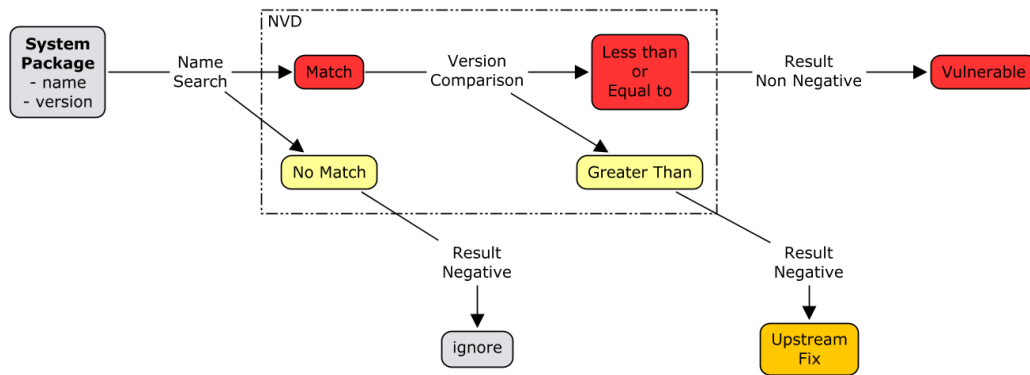 NVD
System
Package
- name
- version
Name
Search
Match
Version
Comparison
Less than
or
Equal to
Result
Non Negative
Vulnerable
No Match
Greater Than
Result
Negative
Result
Negative
ignore
Upstream
Fix